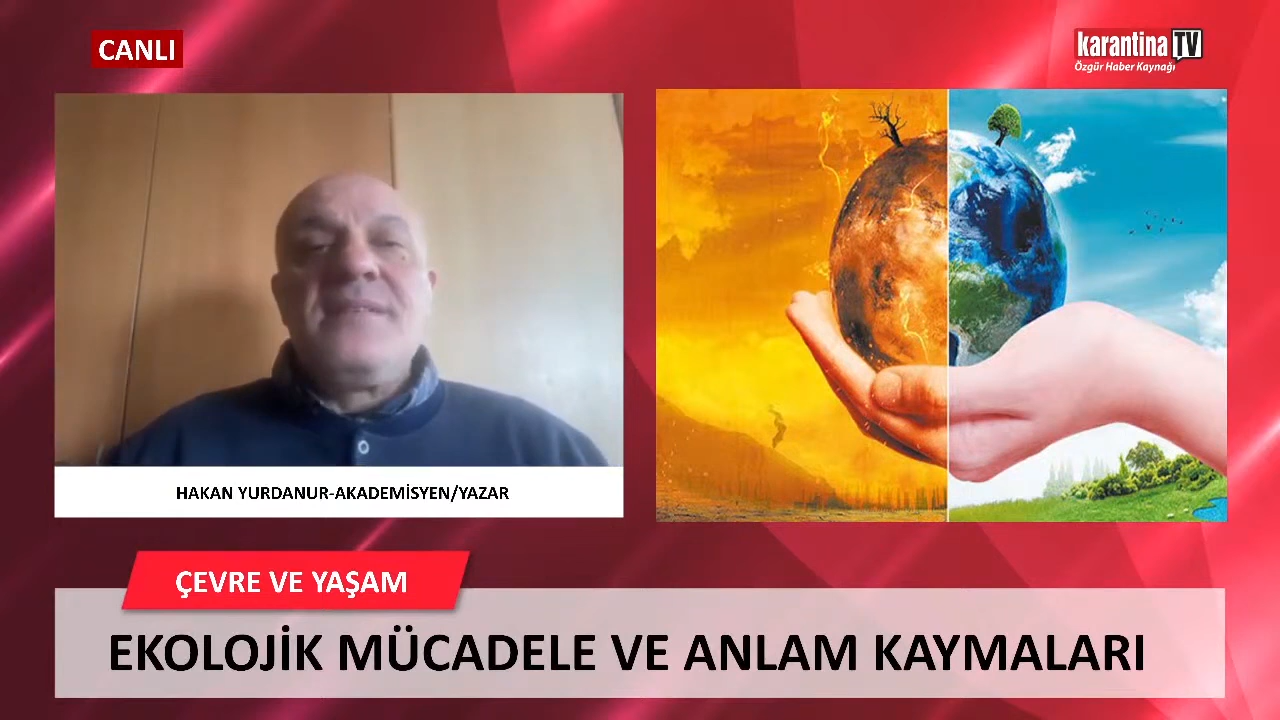 CANLI
karantina TV
Özgür Haber Kaynağı
HAKAN YURDANUR-AKADEMİSYEN/YAZAR
ÇEVRE VE YAŞAM
EKOLOJİK MÜCADELE VE ANLAM KAYMALARI